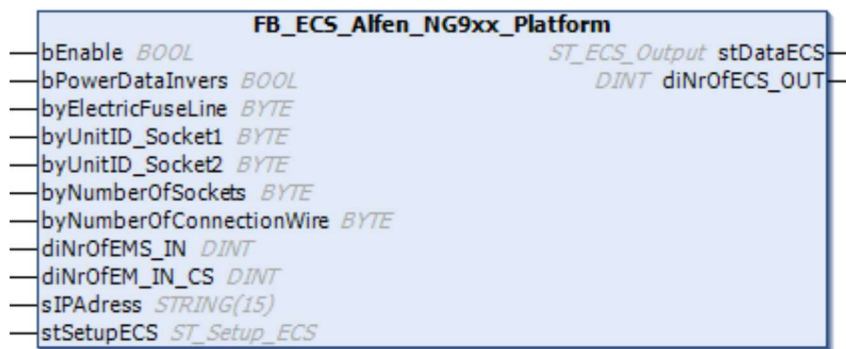 FB_ECS_Alfen_NG9xx_Platform
bEnable BOOL ST_ECS_Output stDataECS
bPowerDataInvers BOOL DINT diNrOfECS_OUT
byElectricFuseLine BYTE
byUnitID_Socket1 BYTE
byUnitID_Socket2 BYTE
byNumberOfSockets BYTE
byNumberOfConnectionWire BYTE
diNrOfEMS_IN DINT
diNrOfEM_IN_CS DINT
sIPAdress STRING(15)
stSetupECS ST_Setup_ECS